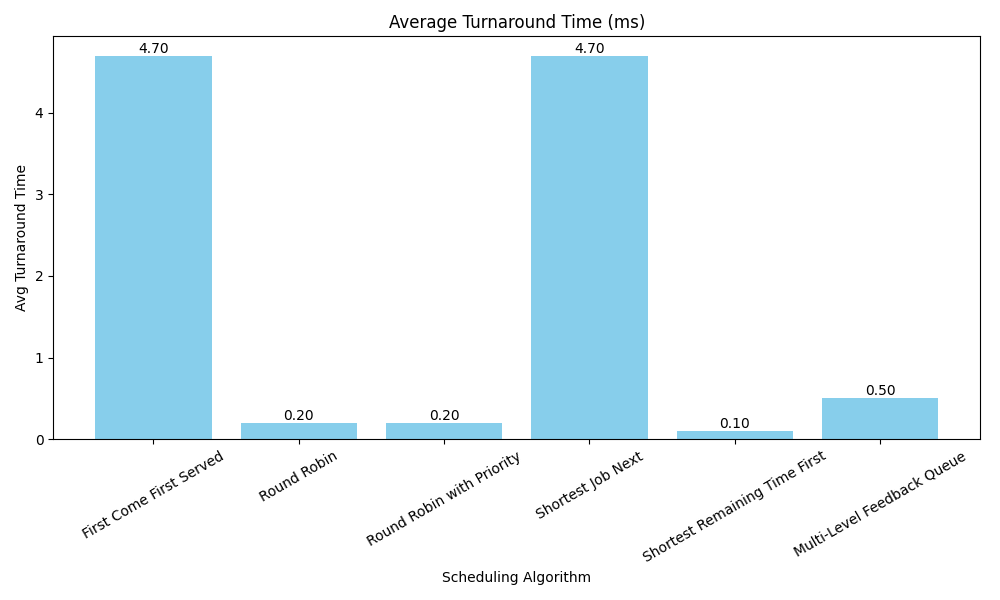 Average Turnaround Time (ms)
Avg Turnaround Time
4
3
2
1
0
4.70
0.20
0.20
4.70
0.10
0.50
First Come First Served
Round Robin
Round Robin with Priority
Shortest Job Next
Shortest Remaining Time First
Multi-Level Feedback Queue
Scheduling Algorithm